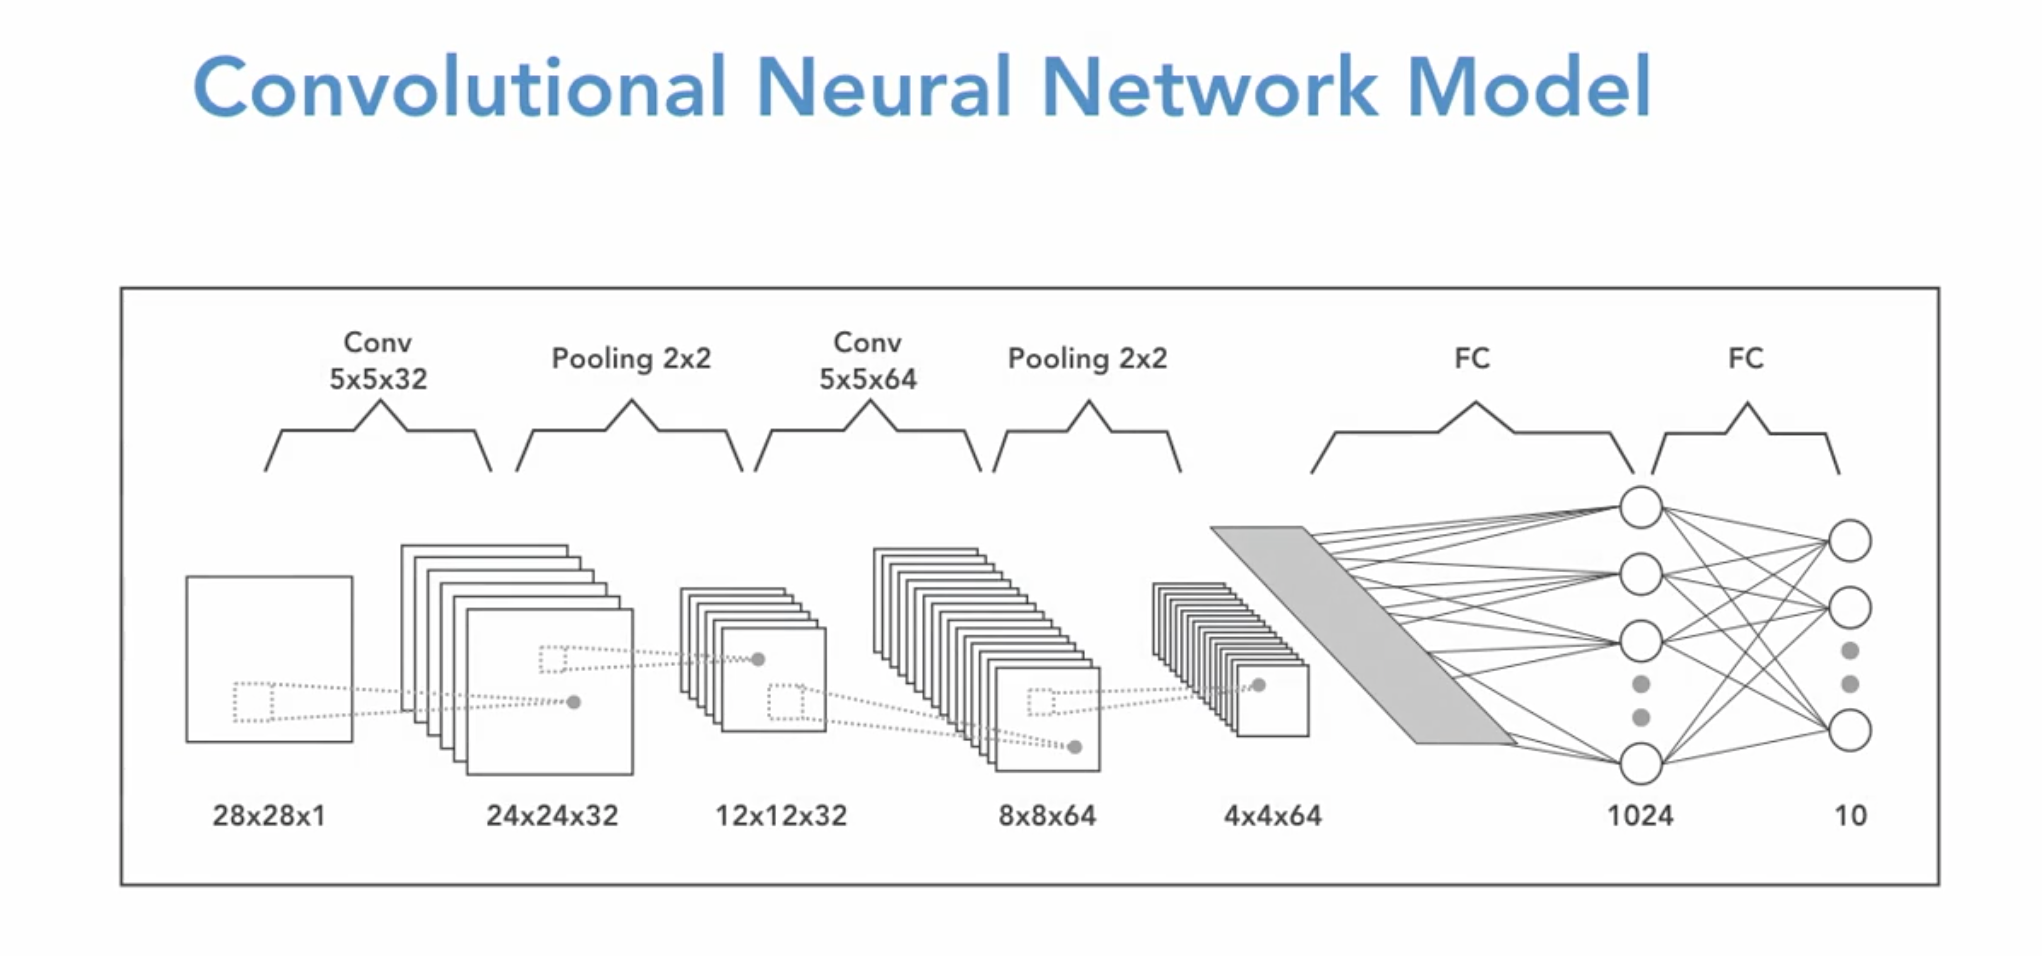 Convolutional Neural Network Model
Conv
5x5x32
Pooling 2x2
Conv
5x5x64
Pooling 2x2
FC
FC
28x28x1
24x24x32
12x12x32
8x8x64
4x4x64
1024
10